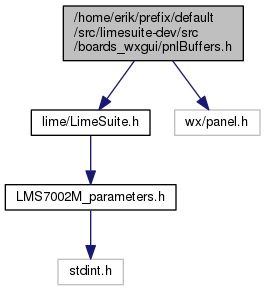 /home/erik/prefix/default
/src/limesuite-dev/src
/boards_wxgui/pnlBuffers.h
lime/LimeSuite.h
wx/panel.h
LMS7002M_parameters.h
stdint.h